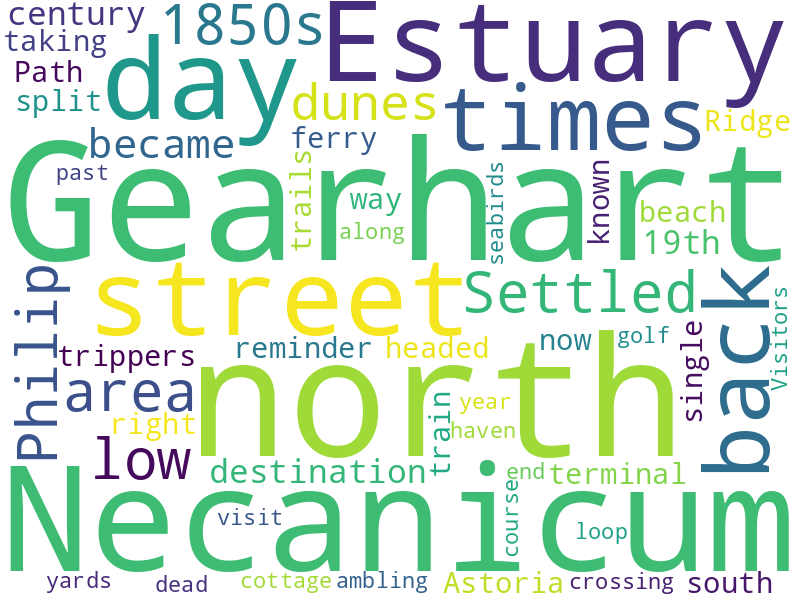 century
1850s
Estuary
taking
day
Path
split
dunes
times
Ridge
became
ferry
past
trails
Gearhart
way
along
seabirds
known
beach
19th
Philip
street
Settled
back
Visitors
trippers
reminder
headed
now
golf
single
area
north
right
train
year
haven
low
destination
end
terminal
Necanicum
visit
course
loop
yards
dead
cottage
ambling
Astoria
crossing
south